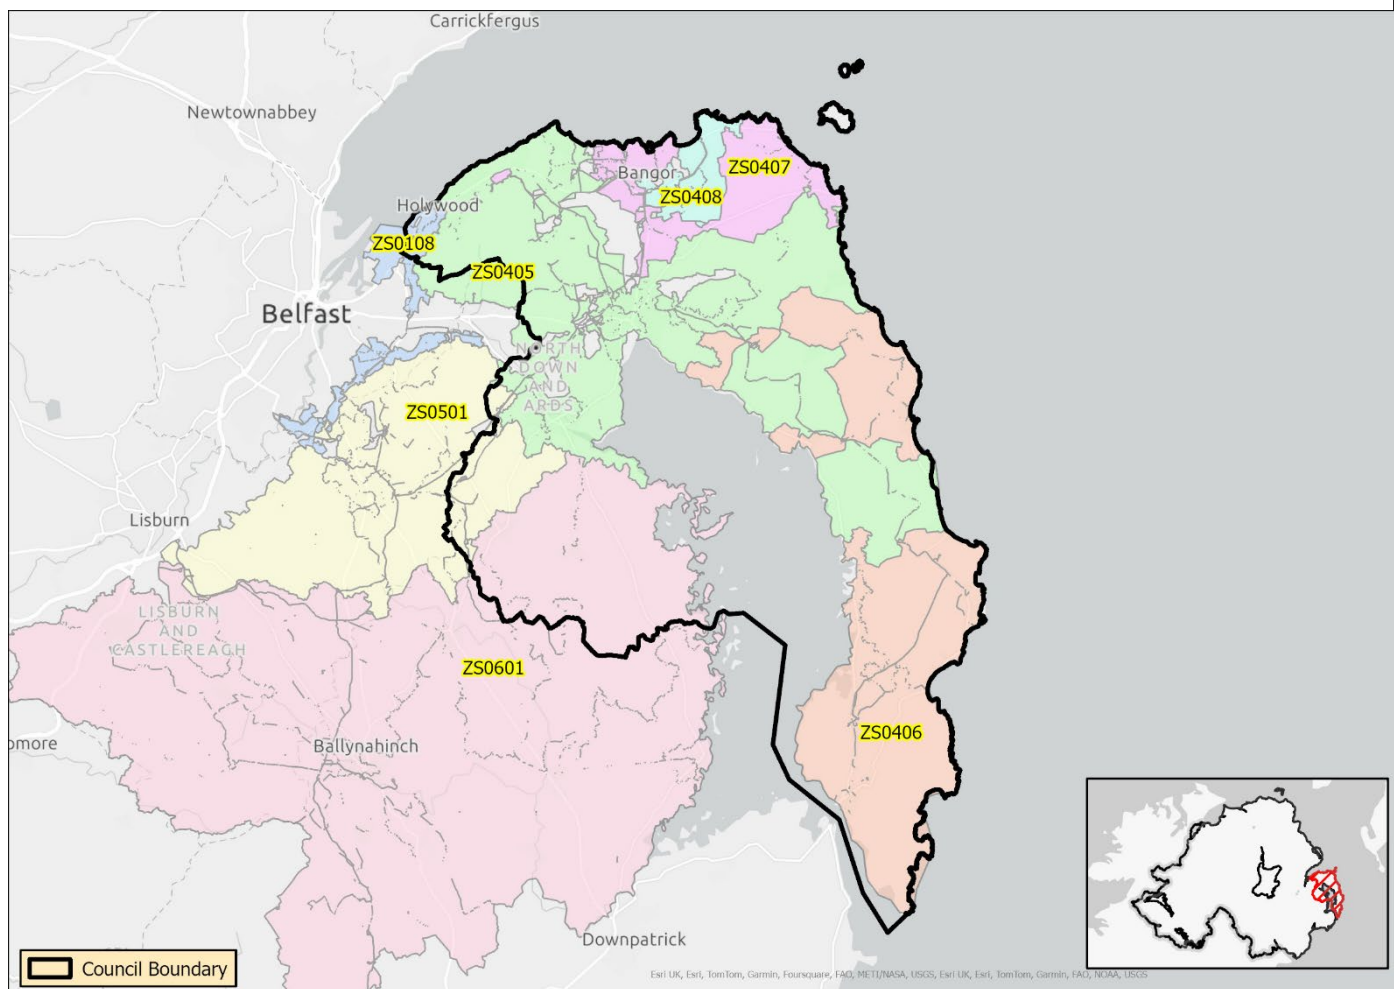 Carrickfergus
Newtownabbey
ZS0407
Bangor
ZS0408
Holywood
ZS0108
ZS0405
Belfast
NORTH
DOWN
AND
ARDS
ZS0501
Lisburn
LISBURN
AND
CASTLEREAGH
ZS0601
ZS0406
omore
Ballynahinch
Downpatrick
Council Boundary
Esri UK, Esri, TomTom, Garmin, Foursquare, FAO, METI/NASA, USGS, Esri UK, Esri, TomTom, Garmin, FAO, NOAA, USGS